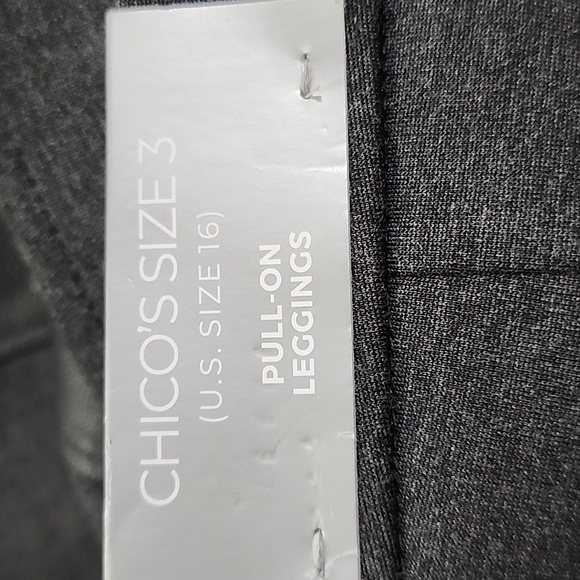 CHICO'S SIZE 3
(U.S. SIZE 16)
PULL-ON
LEGGINGS